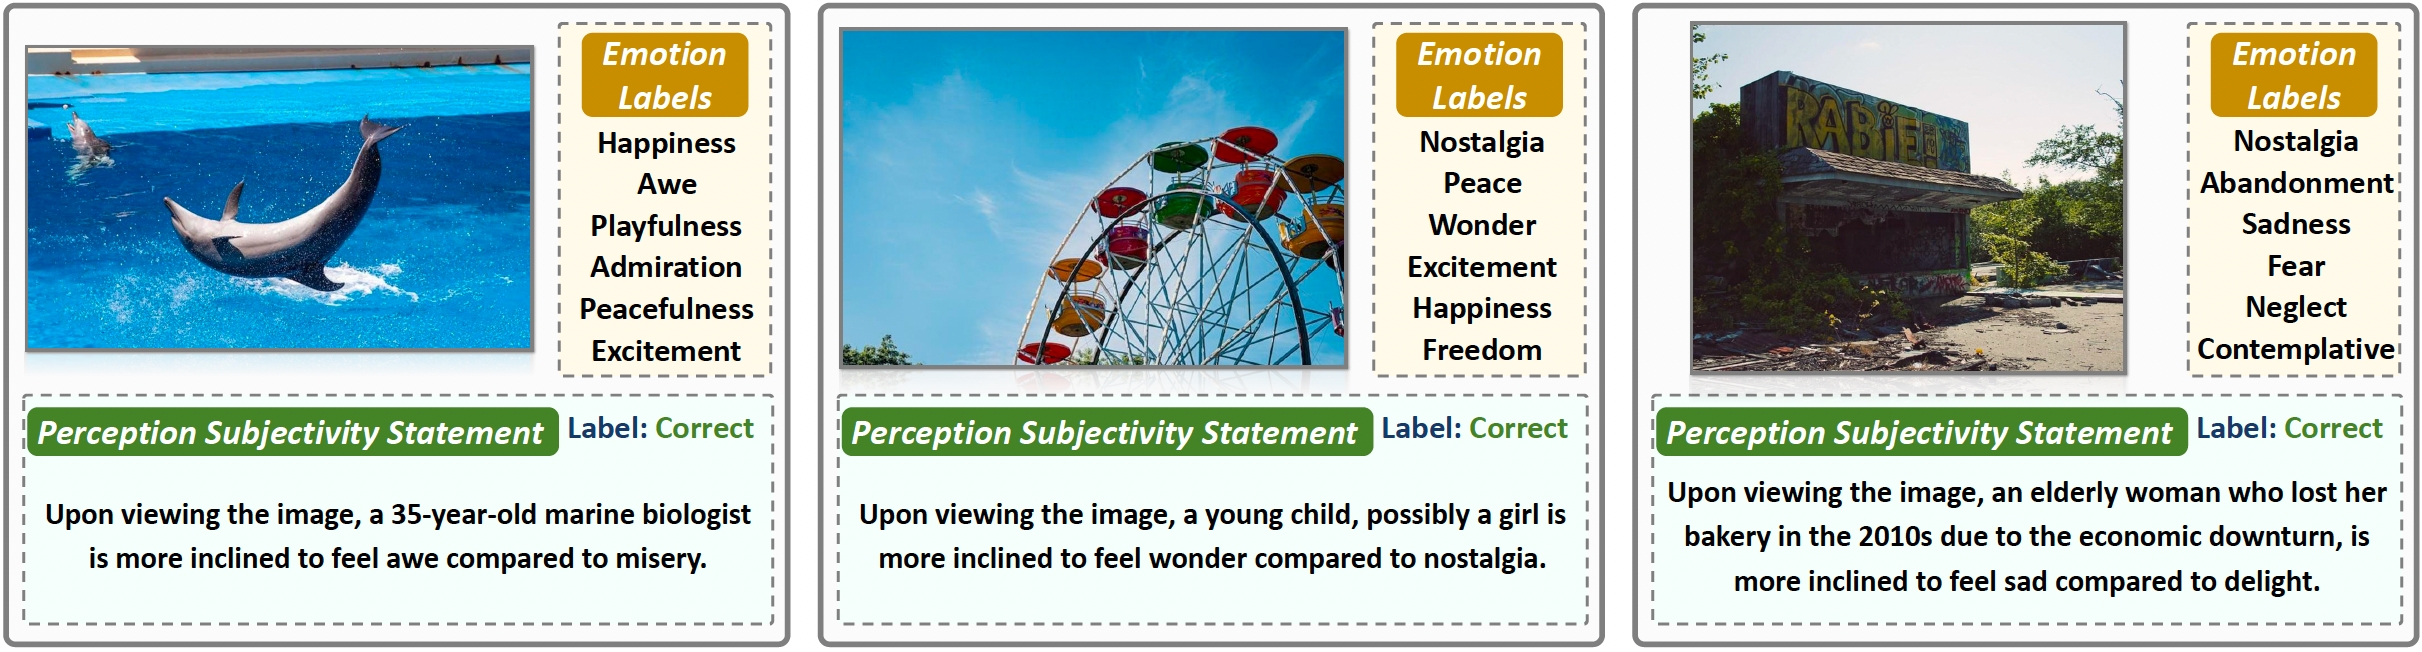 Emotion
Labels
Happiness
Awe
Playfulness
Admiration
Peacefulness
Excitement
Perception Subjectivity Statement
Label: Correct
Upon viewing the image, a 35-year-old marine biologist
is more inclined to feel awe compared to misery.
Emotion
Labels
Nostalgia
Peace
Wonder
Excitement
Happiness
Freedom
Perception Subjectivity Statement
Label: Correct
Upon viewing the image, a young child, possibly a girl is
more inclined to feel wonder compared to nostalgia.
RABiE!
Emotion
Labels
Nostalgia
Abandonment
Sadness
Fear
Neglect
Contemplative
Perception Subjectivity Statement
Label: Correct
Upon viewing the image, an elderly woman who lost her
bakery in the 2010s due to the economic downturn, is
more inclined to feel sad compared to delight.